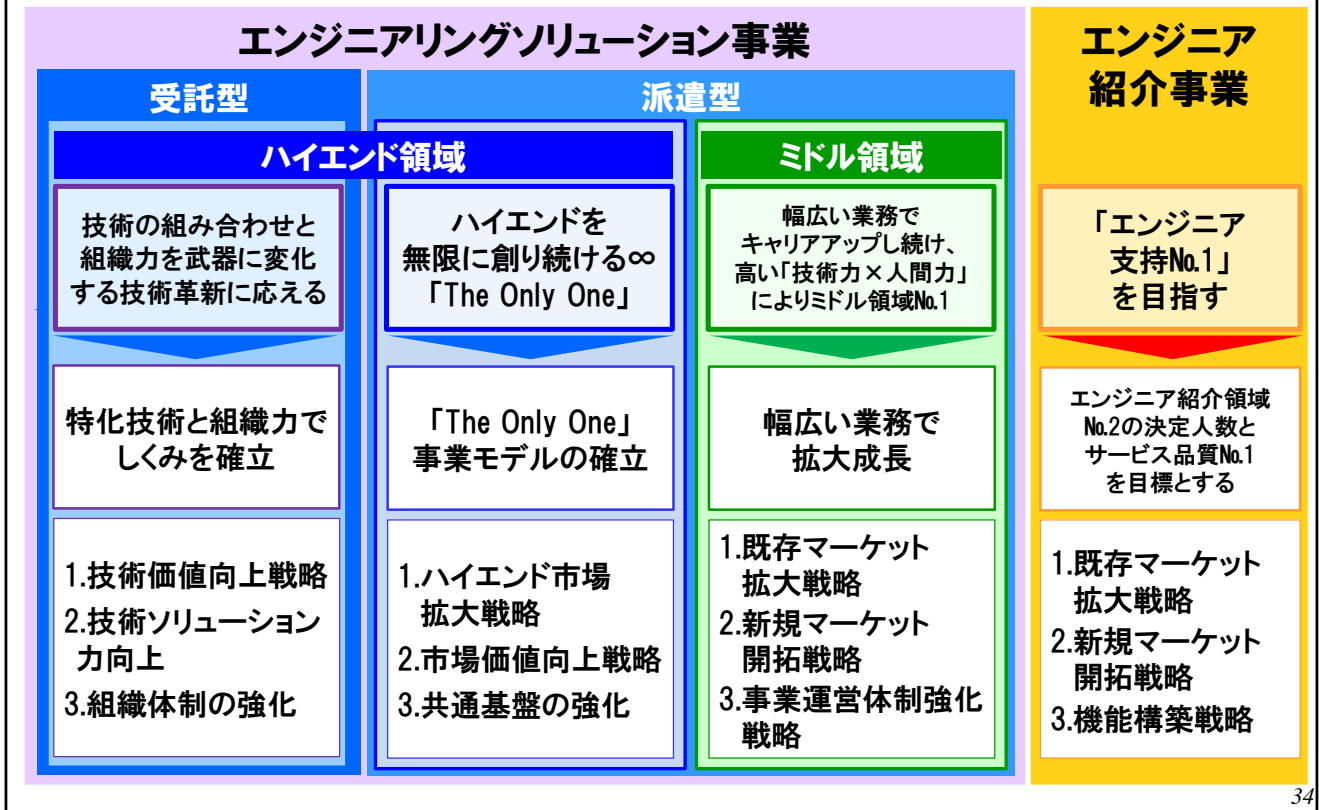 エンジニアリングソリューション事業
受託型
派遣型
ハイエンド領域
ミドル領域
技術の組み合わせと
組織力を武器に変化
する技術革新に応える
特化技術と組織力で
しくみを確立
1.技術価値向上戦略
2.技術ソリューション
力向上
3.組織体制の強化
ハイエンドを
無限に創り続ける∞
「The Only One」
「The Only One」
事業モデルの確立
1.ハイエンド市場
拡大戦略
2.市場価値向上戦略
3.共通基盤の強化
幅広い業務で
キャリアアップし続け、
高い「技術力×人間力」
によりミドル領域№1
幅広い業務で
拡大成長
1.既存マーケット
拡大戦略
2.新規マーケット
開拓戦略
3.事業運営体制強化
戦略
エンジニア
紹介事業
「エンジニア
支持№1」
を目指す
エンジニア紹介領域
№2の決定人数と
サービス品質№1
を目標とする
1.既存マーケット
拡大戦略
2.新規マーケット
開拓戦略
3.機能構築戦略
34